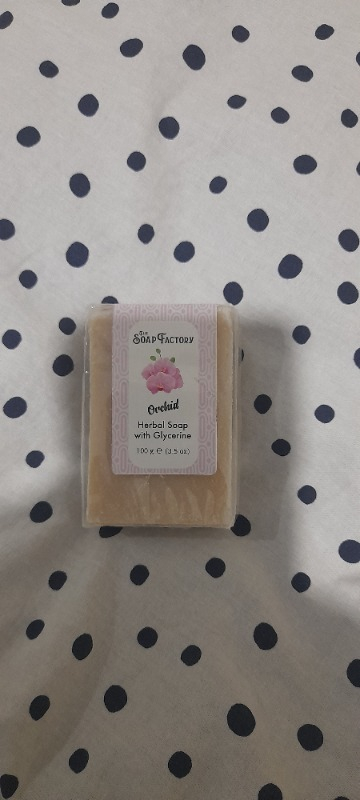 The
Soap Factory
Orchid
Herbal Soap
with Glycerine
100 g ℮ (3.5 oz)